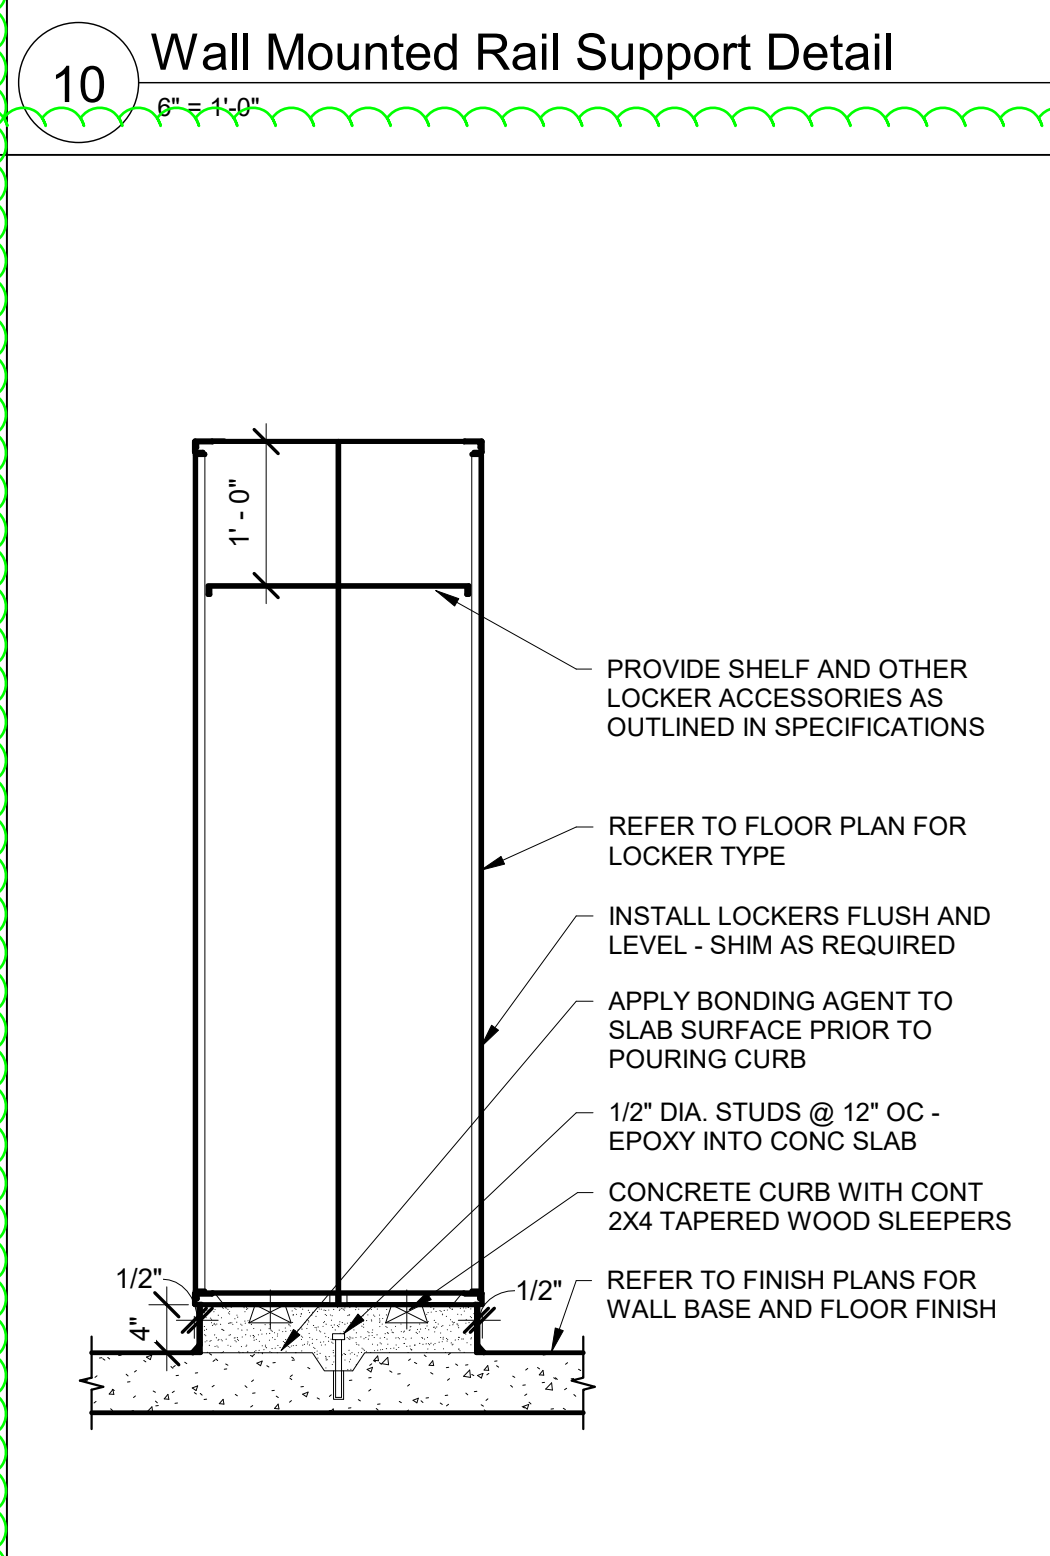 10
Wall Mounted Rail Support Detail
6" = 1'-0"
1' - 0"
PROVIDE SHELF AND OTHER
LOCKER ACCESSORIES AS
OUTLINED IN SPECIFICATIONS
REFER TO FLOOR PLAN FOR
LOCKER TYPE
INSTALL LOCKERS FLUSH AND
LEVEL - SHIM AS REQUIRED
APPLY BONDING AGENT TO
SLAB SURFACE PRIOR TO
POURING CURB
1/2" DIA. STUDS @ 12" OC -
EPOXY INTO CONC SLAB
CONCRETE CURB WITH CONT
2X4 TAPERED WOOD SLEEPERS
REFER TO FINISH PLANS FOR
WALL BASE AND FLOOR FINISH
1/2"
1/2"
4"